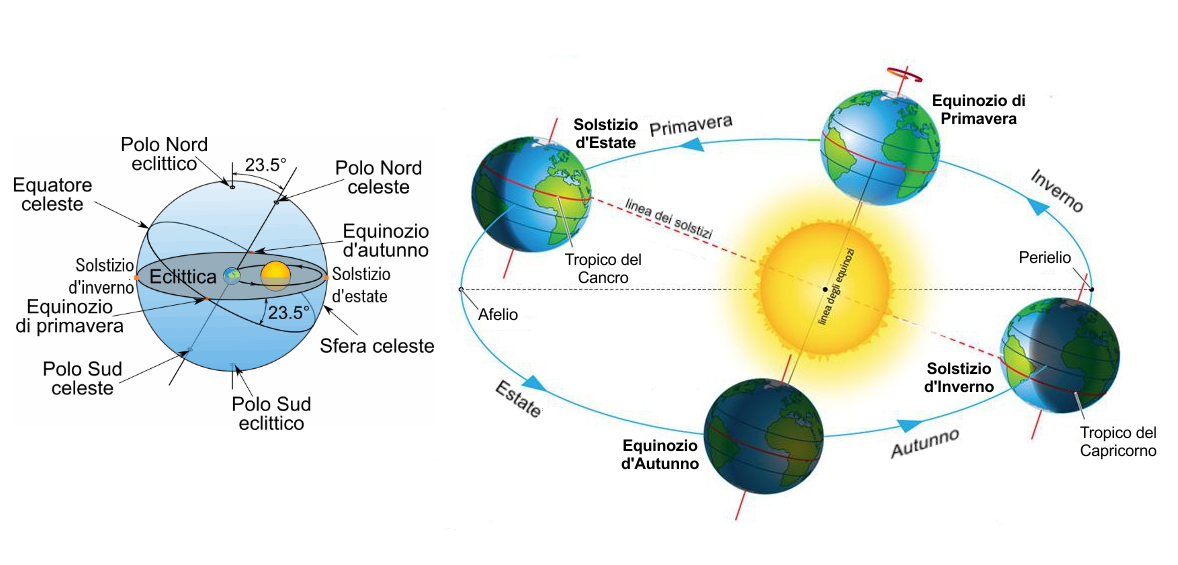 Polo Nord
eclittico
23.5°
Polo Nord
celeste
Equatore
celeste
Equinozio
d'autunno
Solstizio
d'inverno
Eclittica
Solstizio
d'estate
Equinozio
di primavera
23.5°
Sfera celeste
Polo Sud
celeste
Polo Sud
eclittico
Equinozio di
Primavera
Solstizio
d'Estate
Primavera
Inverno
linea dei solstizi
Tropico del
Cancro
linea degli equinozi
Perielio
Afelio
Solstizio
d'Inverno
Estate
Equinozio
d'Autunno
Autunno
Tropico del
Capricorno